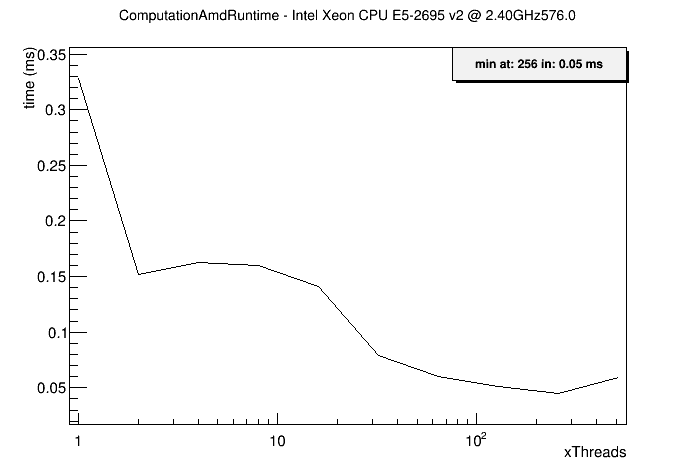 ComputationAmdRuntime - Intel Xeon CPU E5-2695 v2 @ 2.40GHz576.0
min at: 256 in: 0.05 ms
time (ms)
0.35
0.3
0.25
0.2
0.15
0.1
0.05
1 10 10²
xThreads